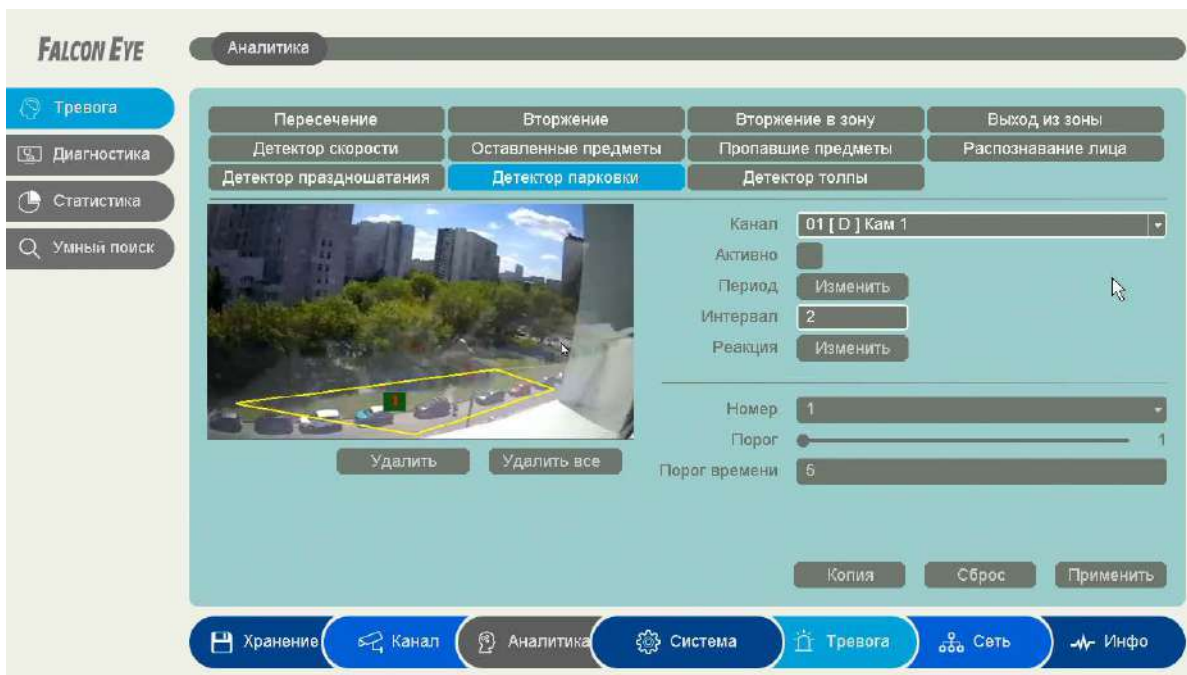 FALCON EYE
Аналитика
Тревога
Диагностика
Статистика
Умный поиск
Пересечение
Вторжение
Вторжение в зону
Выход из зоны
Детектор скорости
Оставленные предметы
Пропавшие предметы
Распознавание лица
Детектор праздношатания
Детектор парковки
Детектор толпы
Канал 01 [ D ] Кам 1
Активно
Период Изменить
Интервал 2
Реакция Изменить
1
Номер 1
Порог 1
Порог времени 5
Удалить Удалить все
Копия Сброс Применить
Хранение Канал Аналитика Система Тревога Сеть Инфо